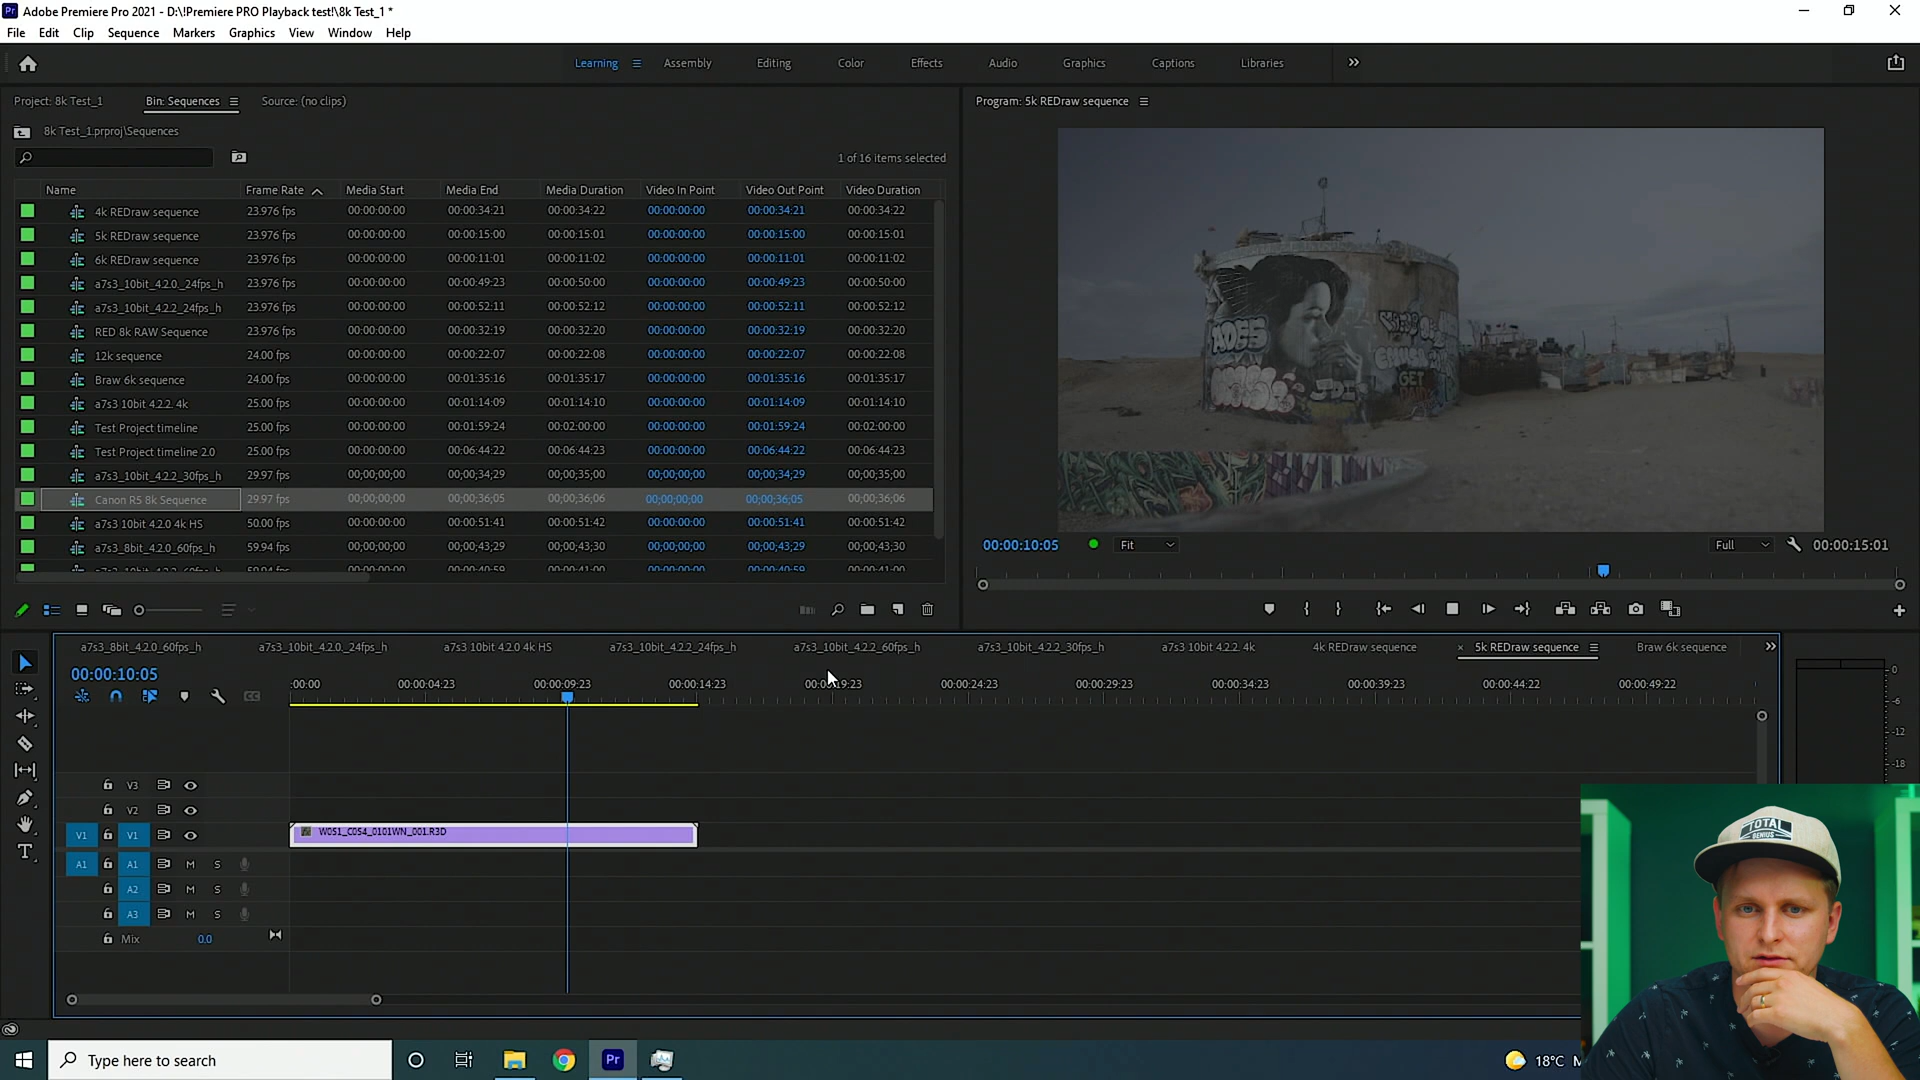 Adobe Premiere Pro 2021 - D:\!Premiere PRO Playback test!\8k Test_1 *
File Edit Clip Sequence Markers Graphics View Window Help
Learning Assembly Editing Color Effects Audio Graphics Captions Libraries
Project: 8k Test_1 Bin: Sequences Source: (no clips)
8k Test_1.prproj\Sequences
1 of 16 items selected
Name Frame Rate Media Start Media End Media Duration Video In Point Video Out Point Video Duration
4k REDraw sequence 23.976 fps 00:00:00:00 00:00:34:21 00:00:34:22 00:00:00:00 00:00:34:21 00:00:34:22
5k REDraw sequence 23.976 fps 00:00:00:00 00:00:15:00 00:00:15:01 00:00:00:00 00:00:15:00 00:00:15:01
6k REDraw sequence 23.976 fps 00:00:00:00 00:00:11:01 00:00:11:02 00:00:00:00 00:00:11:01 00:00:11:02
a7s3_10bit_4.2.0._24fps_h 23.976 fps 00:00:00:00 00:00:49:23 00:00:50:00 00:00:00:00 00:00:49:23 00:00:50:00
a7s3_10bit_4.2.2_24fps_h 23.976 fps 00:00:00:00 00:00:52:11 00:00:52:12 00:00:00:00 00:00:52:11 00:00:52:12
RED 8k RAW Sequence 23.976 fps 00:00:00:00 00:00:32:19 00:00:32:20 00:00:00:00 00:00:32:19 00:00:32:20
12k sequence 24.00 fps 00:00:00:00 00:00:22:07 00:00:22:08 00:00:00:00 00:00:22:07 00:00:22:08
Braw 6k sequence 24.00 fps 00:00:00:00 00:01:35:16 00:01:35:17 00:00:00:00 00:01:35:16 00:01:35:17
a7s3 10bit 4.2.2. 4k 25.00 fps 00:00:00:00 00:01:14:09 00:01:14:10 00:00:00:00 00:01:14:09 00:01:14:10
Test Project timeline 25.00 fps 00:00:00:00 00:01:59:24 00:02:00:00 00:00:00:00 00:01:59:24 00:02:00:00
Test Project timeline 2.0 25.00 fps 00:00:00:00 00:06:44:22 00:06:44:23 00:00:00:00 00:06:44:22 00:06:44:23
a7s3_10bit_4.2.2_30fps_h 29.97 fps 00:00:00:00 00:00:34:29 00:00:35:00 00:00:00:00 00:00:34:29 00:00:35:00
Canon R5 8k Sequence 29.97 fps 00;00;00;00 00;00;36;05 00;00;36;06 00;00;00;00 00;00;36;05 00;00;36;06
a7s3 10bit 4.2.0 4k HS 50.00 fps 00:00:00:00 00:00:51:41 00:00:51:42 00:00:00:00 00:00:51:41 00:00:51:42
a7s3_8bit_4.2.0_60fps_h 59.94 fps 00;00;00;00 00;00;43;29 00;00;43;30 00;00;00;00 00;00;43;29 00;00;43;30
Program: 5k REDraw sequence
GET
00:00:10:05 Fit Full 00:00:15:01
a7s3_8bit_4.2.0_60fps_h a7s3_10bit_4.2.0._24fps_h a7s3 10bit 4.2.0 4k HS a7s3_10bit_4.2.2_24fps_h a7s3_10bit_4.2.2_60fps_h a7s3_10bit_4.2.2_30fps_h a7s3 10bit 4.2.2. 4k 4k REDraw sequence × 5k REDraw sequence Braw 6k sequence
00:00:10:05
:00:00 00:00:04:23 00:00:09:23 00:00:14:23 00:00:19:23 00:00:24:23 00:00:29:23 00:00:34:23 00:00:39:23 00:00:44:22 00:00:49:22
0
-6
-12
-18
V3
V2
V1 V1 W051_C054_0101WN_001.R3D
A1 A1 M S
A2 M S
A3 M S
Mix 0.0
TOTAL
GENIUS
Type here to search
Pr
18°C